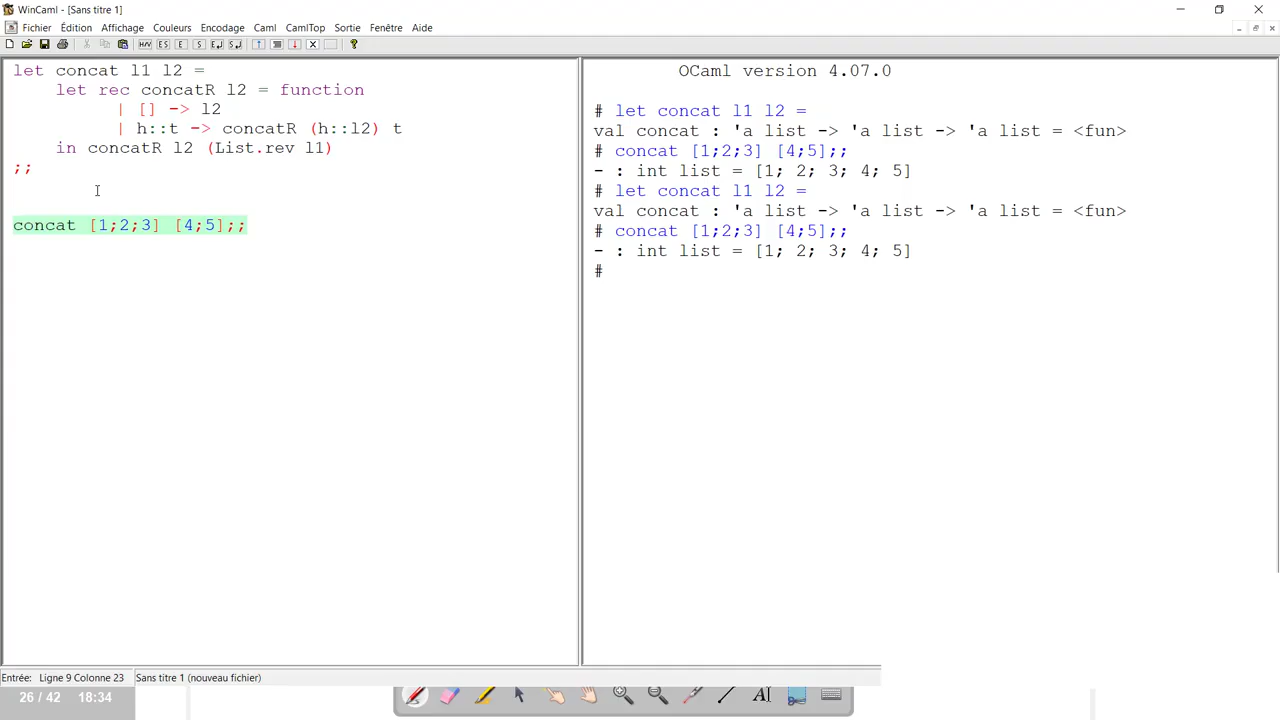 WinCaml - [Sans titre 1]
Fichier Édition Affichage Couleurs Encodage Caml CamlTop Sortie Fenêtre Aide
let concat l1 l2 =
let rec concatR l2 = function
| [] -> l2
| h::t -> concatR (h::l2) t
in concatR l2 (List.rev l1)
;;
concat [1;2;3] [4;5];;
OCaml version 4.07.0
# let concat l1 l2 =
val concat : 'a list -> 'a list -> 'a list = <fun>
# concat [1;2;3] [4;5];;
- : int list = [1; 2; 3; 4; 5]
# let concat l1 l2 =
val concat : 'a list -> 'a list -> 'a list = <fun>
# concat [1;2;3] [4;5];;
- : int list = [1; 2; 3; 4; 5]
#
Entrée: Ligne 9 Colonne 23 Sans titre 1 (nouveau fichier)
26 / 42 18:34